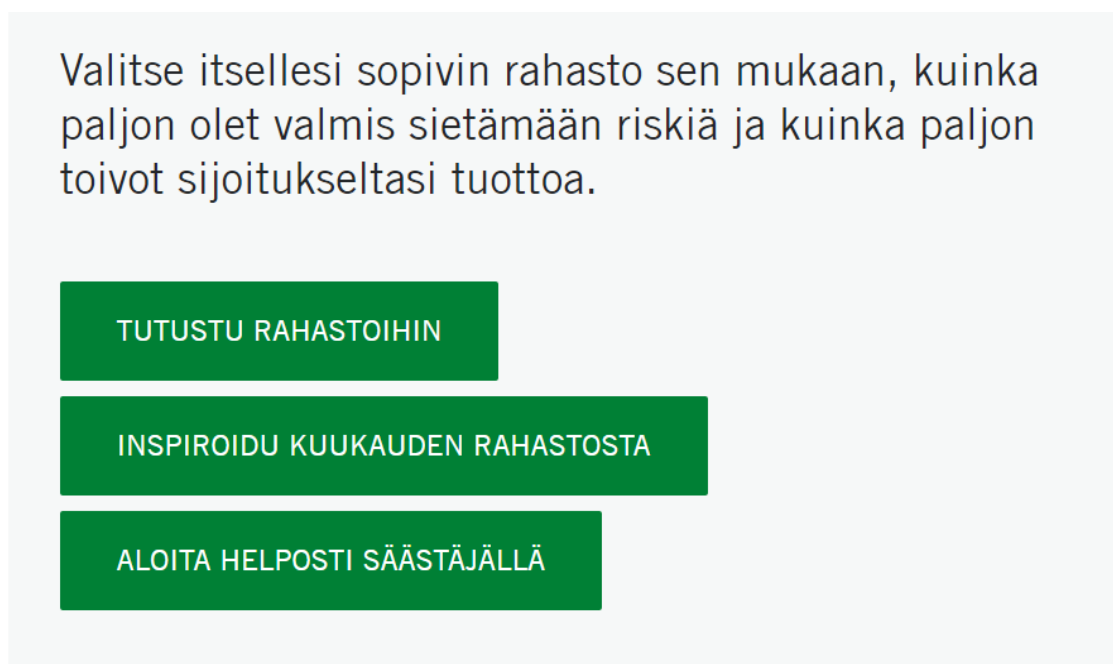 Valitse itsellesi sopivin rahasto sen mukaan, kuinka
paljon olet valmis sietämään riskiä ja kuinka paljon
toivot sijoitukseltasi tuottoa.
TUTUSTU RAHASTOIHIN
INSPIROIDU KUUKAUDEN RAHASTOSTA
ALOITA HELPOSTI SÄÄSTÄJÄLLÄ